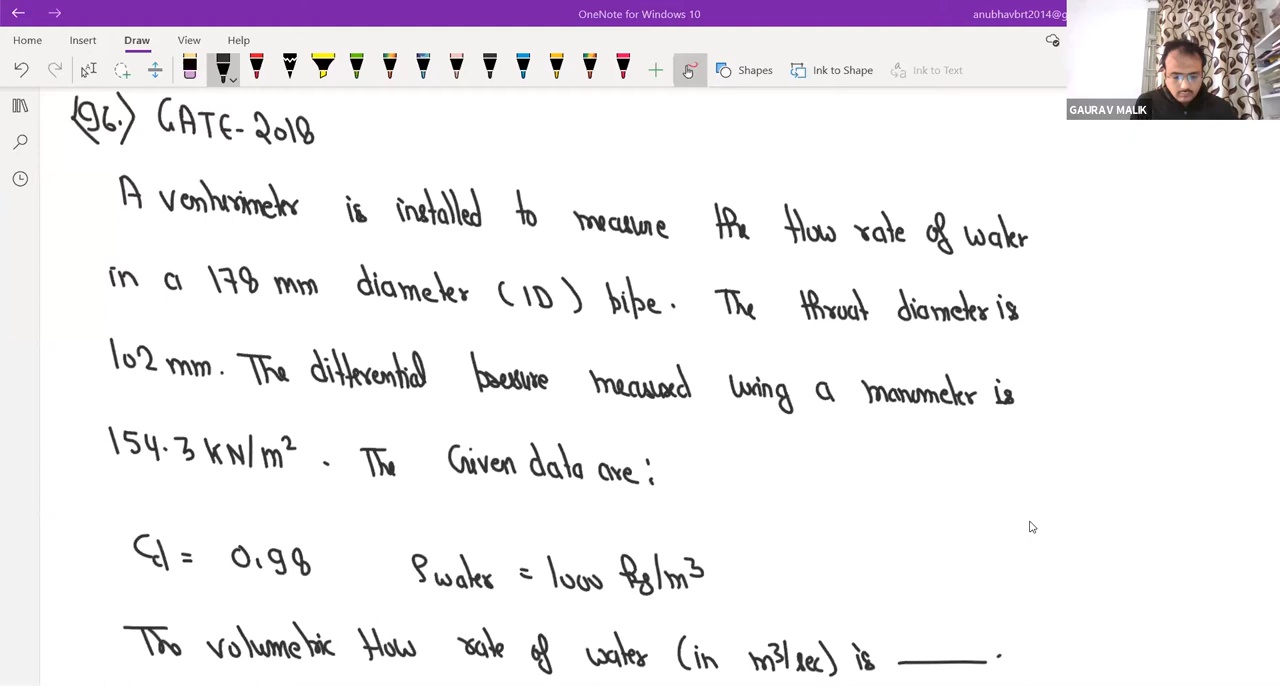 OneNote for Windows 10
anubhavbrt2014@g
Home Insert Draw View Help
Shapes Ink to Shape Ink to Text
GAURAV MALIK
(96.) GATE-2018
A venturimeter is installed to measure the flow rate of water
in a 178 mm diameter (ID) pipe. The throat diameter is
102 mm. The differential pressure measured using a manometer is
154.3 KN/m². The Given data are:
Cd = 0.98 ρwater = 1000 kg/m³
The volumetric flow rate of water (in m³/sec) is ______.